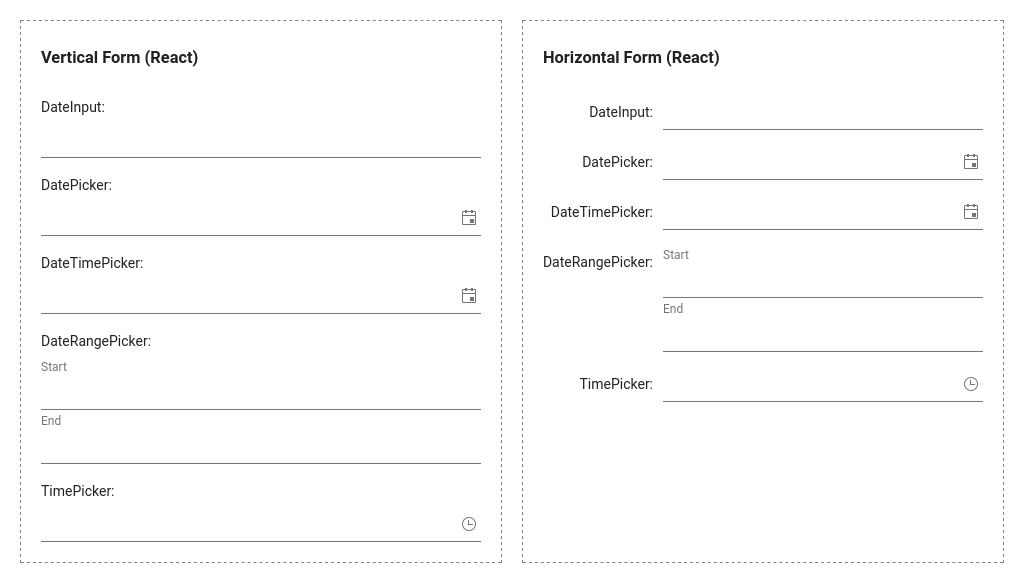 Vertical Form (React)
DateInput:
DatePicker:
DateTimePicker:
DateRangePicker:
Start
End
TimePicker:
Horizontal Form (React)
DateInput:
DatePicker:
DateTimePicker:
DateRangePicker:
Start
End
TimePicker: